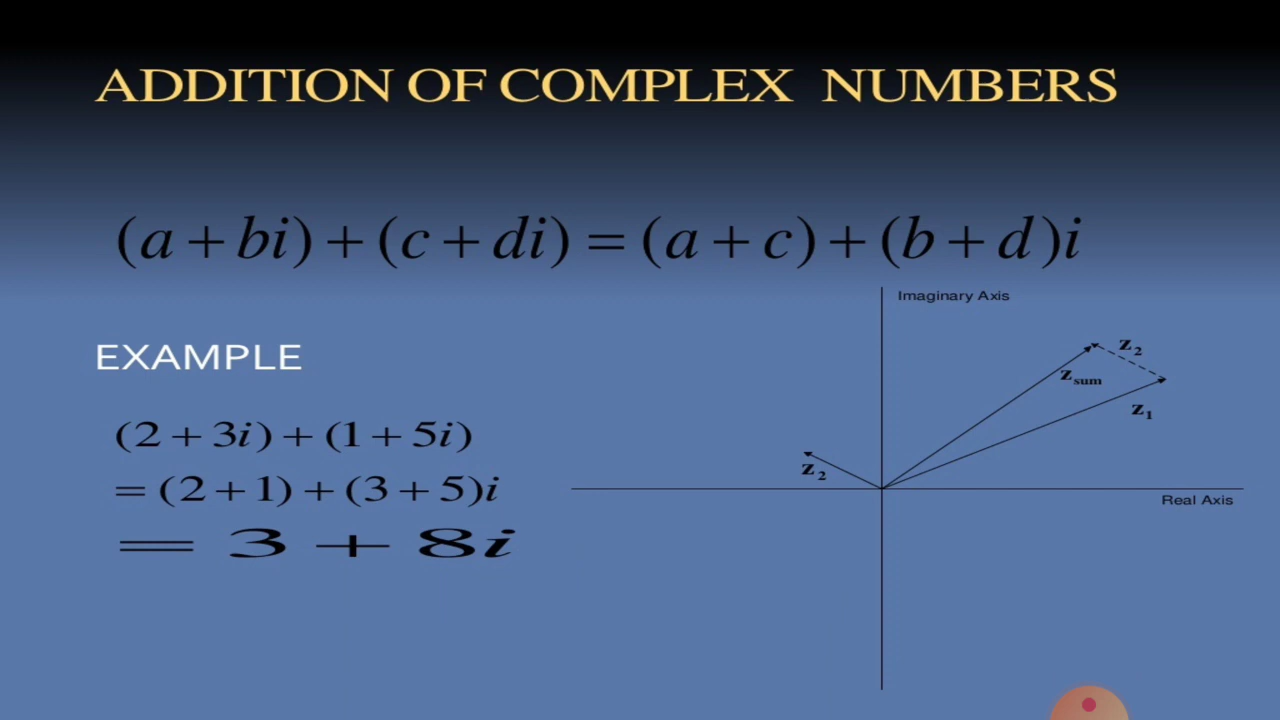 ADDITION OF COMPLEX NUMBERS
(a + bi) + (c + di) = (a + c) + (b + d)i
Imaginary Axis
EXAMPLE
z₂
z_sum
z₁
(2 + 3i) + (1 + 5i)
z₂
= (2 + 1) + (3 + 5)i
Real Axis
= 3 + 8i